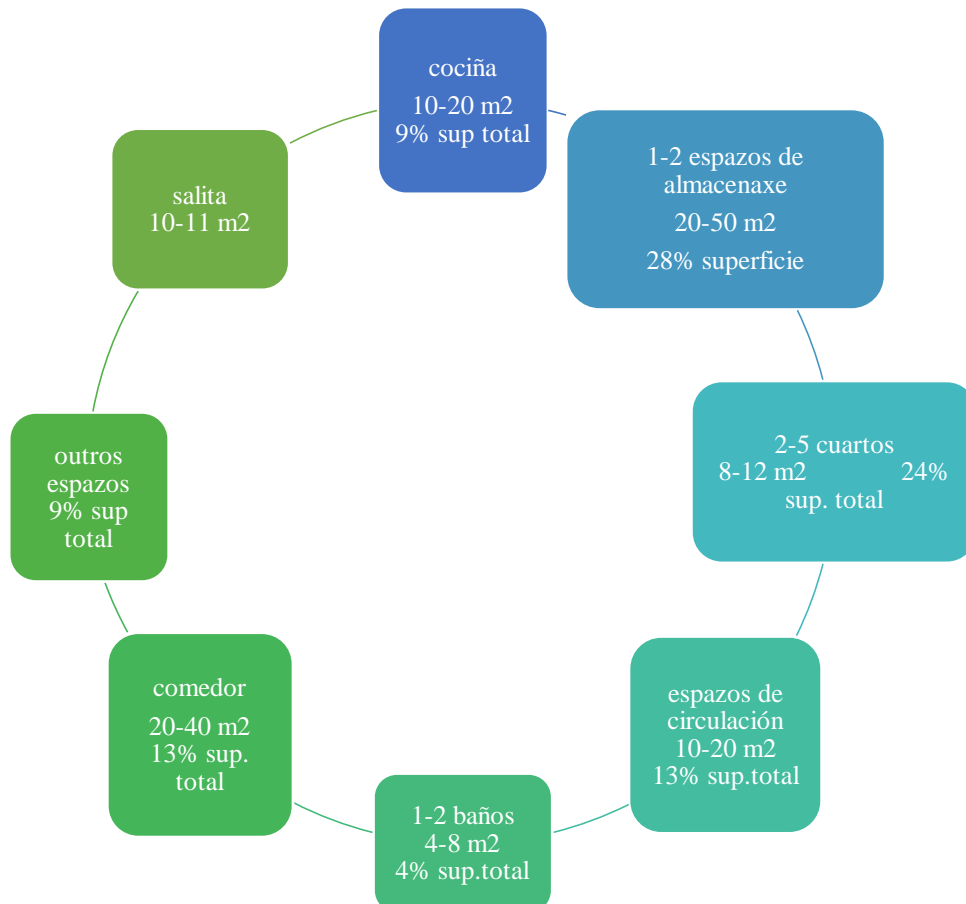 cociña
10-20 m2
9% sup total
1-2 espazos de
almacenaxe
20-50 m2
28% superficie
2-5 cuartos
8-12 m2 24%
sup. total
espazos de
circulación
10-20 m2
13% sup.total
1-2 baños
4-8 m2
4% sup.total
comedor
20-40 m2
13% sup.
total
outros
espazos
9% sup
total
salita
10-11 m2